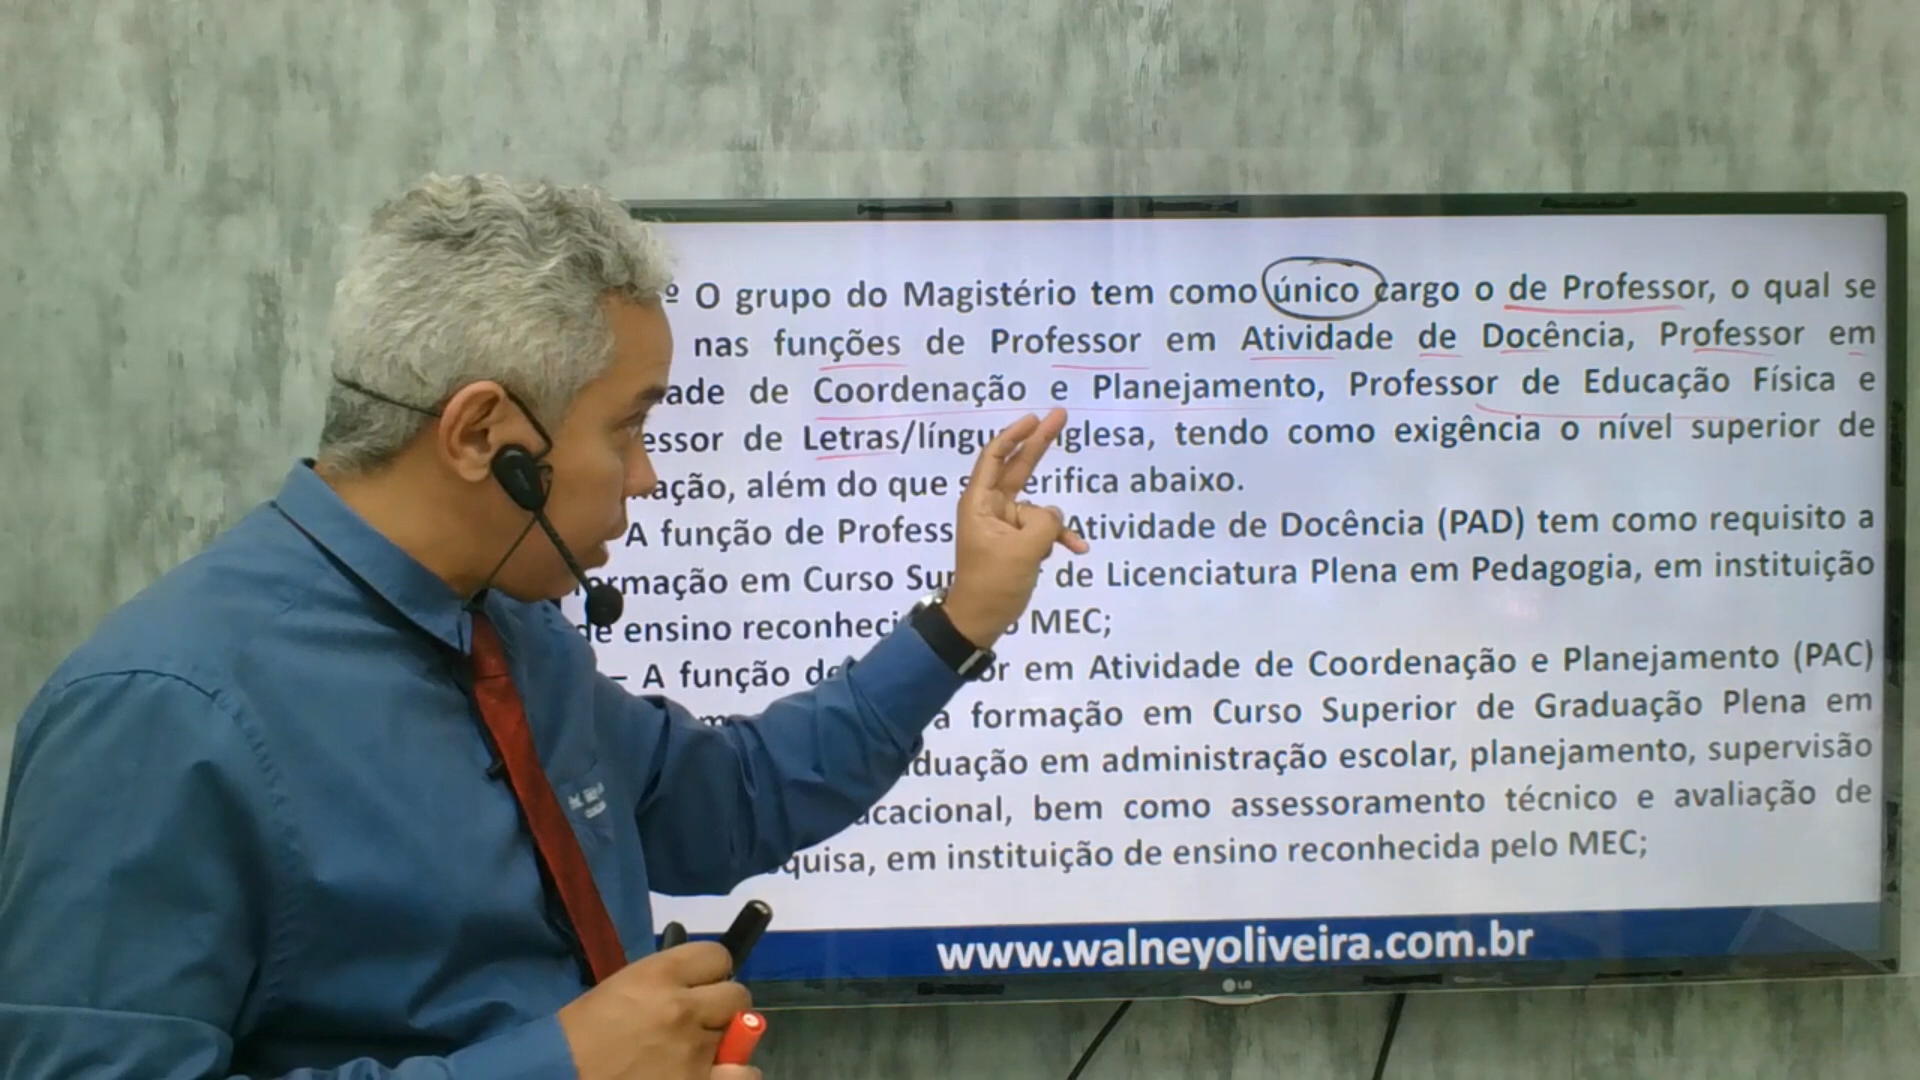 º O grupo do Magistério tem como único cargo o de Professor, o qual se
nas funções de Professor em Atividade de Docência, Professor em
ade de Coordenação e Planejamento, Professor de Educação Física e
essor de Letras/língu glesa, tendo como exigência o nível superior de
ação, além do que s erifica abaixo.
A função de Profess Atividade de Docência (PAD) tem como requisito a
rmação em Curso Su de Licenciatura Plena em Pedagogia, em instituição
de ensino reconheci MEC;
– A função de or em Atividade de Coordenação e Planejamento (PAC)
m a formação em Curso Superior de Graduação Plena em
duação em administração escolar, planejamento, supervisão
cacional, bem como assessoramento técnico e avaliação de
quisa, em instituição de ensino reconhecida pelo MEC;
www.walneyoliveira.com.br
LG